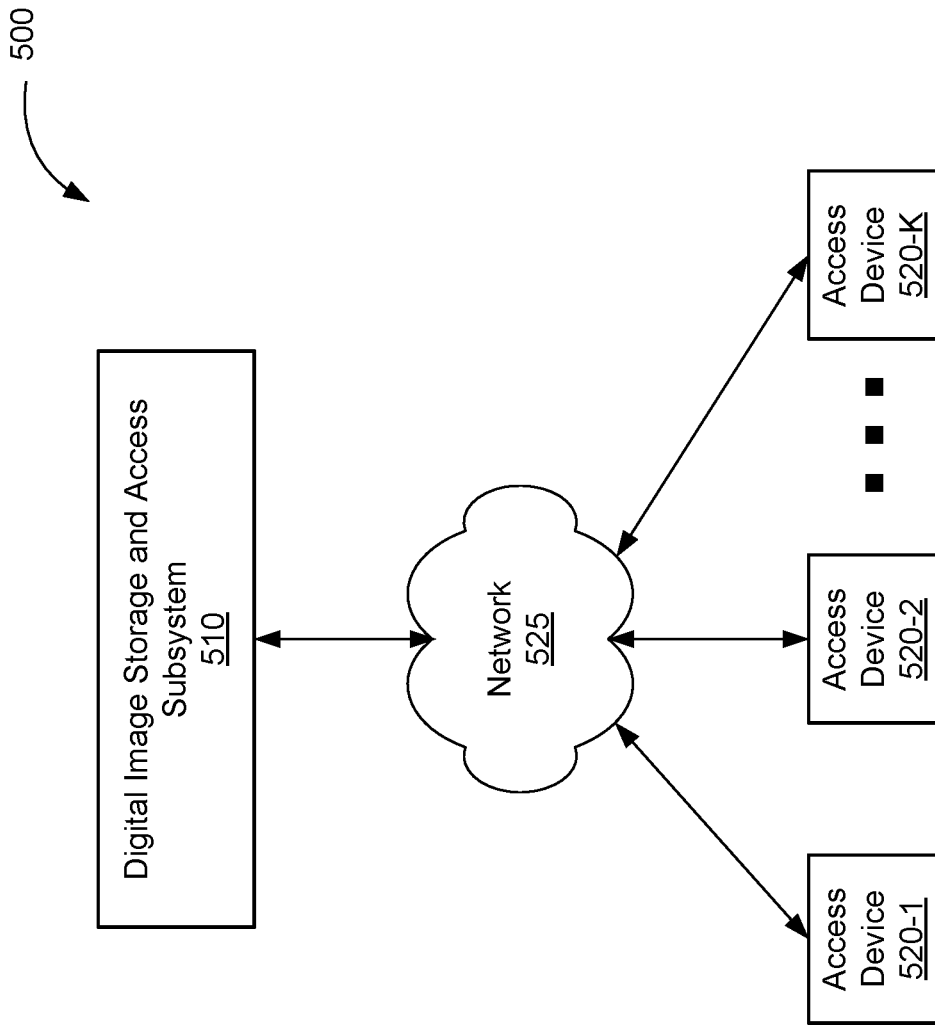 500
Digital Image Storage and Access
Subsystem
510
Network
525
Access
Device
520-1
Access
Device
520-2
Access
Device
520-K